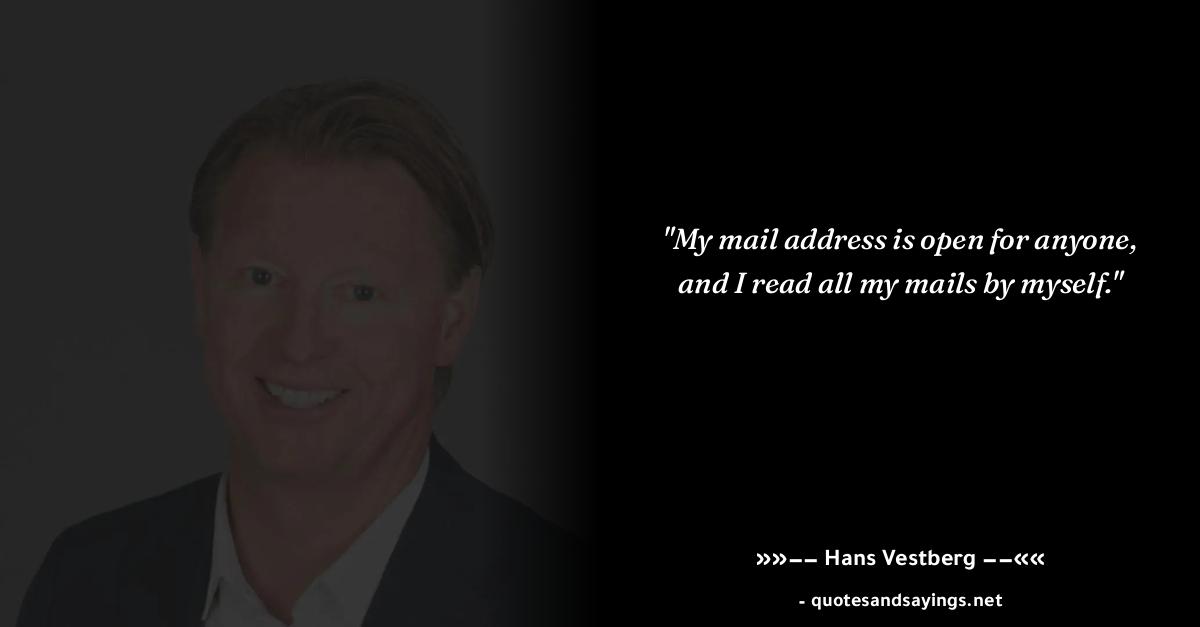 "My mail address is open for anyone,
and I read all my mails by myself."
»»–– Hans Vestberg ––««
- quotesandsayings.net